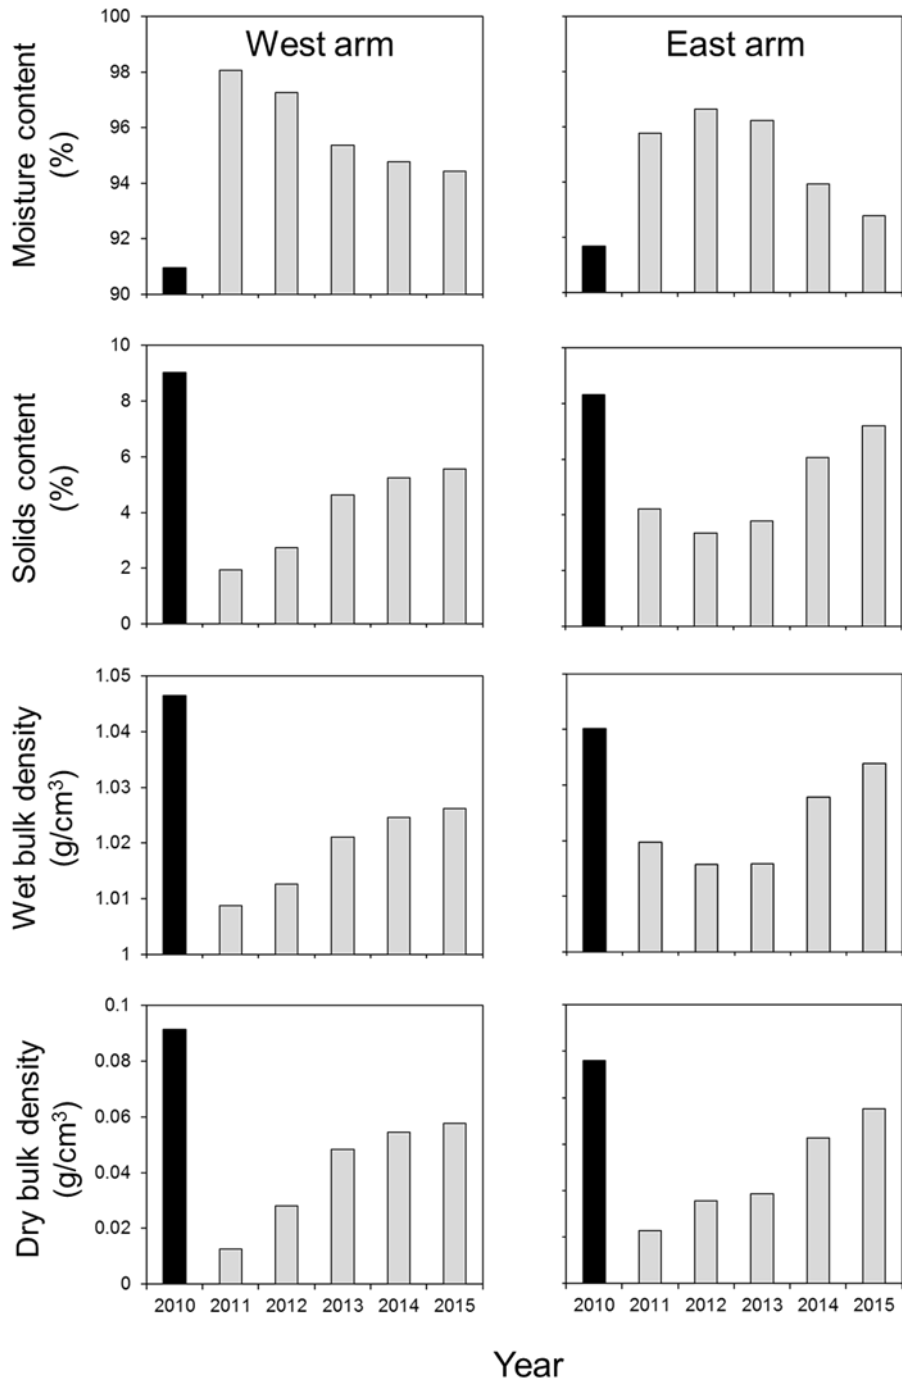 West arm
East arm
Moisture content
(%)
100
98
96
94
92
90
Solids content
(%)
10
8
6
4
2
0
Wet bulk density
(g/cm³)
1.05
1.04
1.03
1.02
1.01
1
Dry bulk density
(g/cm³)
0.1
0.08
0.06
0.04
0.02
0
2010 2011 2012 2013 2014 2015
2010 2011 2012 2013 2014 2015
Year